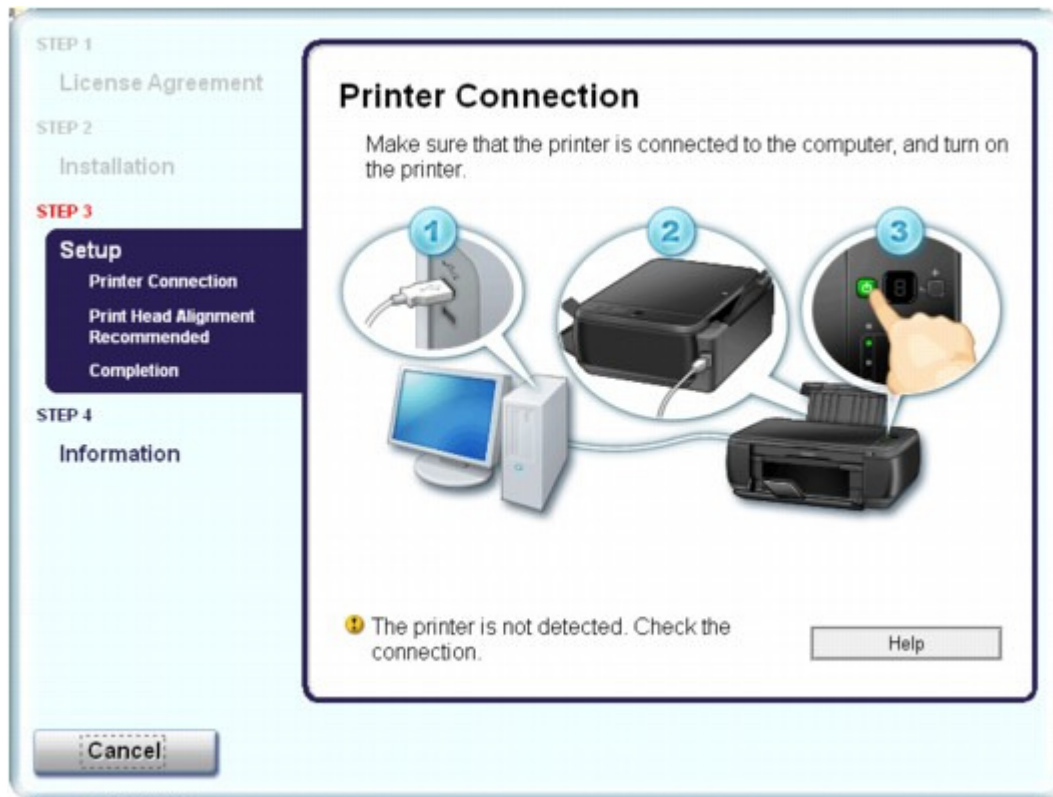 STEP 1
License Agreement
STEP 2
Installation
STEP 3
Setup
Printer Connection
Print Head Alignment
Recommended
Completion
STEP 4
Information
Printer Connection
Make sure that the printer is connected to the computer, and turn on
the printer.
1
2
3
The printer is not detected. Check the
connection.
Help
Cancel